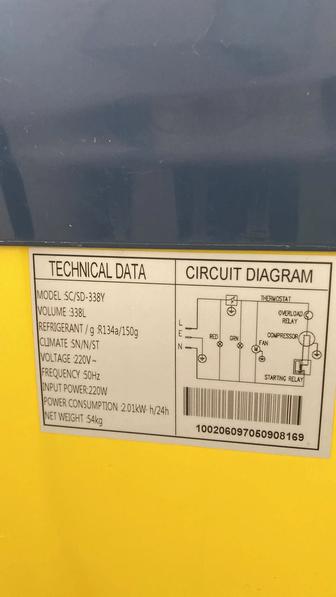 TECHNICAL DATA
MODEL :SC/SD-338Y
VOLUME :338L
REFRIGERANT / g :R134a/150g
CLIMATE :SN/N/ST
VOLTAGE :220V~
FREQUENCY :50Hz
INPUT POWER:220W
POWER CONSUMPTION :2.01kW·h/24h
NET WEIGHT :54kg
CIRCUIT DIAGRAM
THERMOSTAT
OVERLOAD
RELAY
L
E
N
RED
GRN
FAN
M
COMPRESSOR
STARTING RELAY
100206097050908169